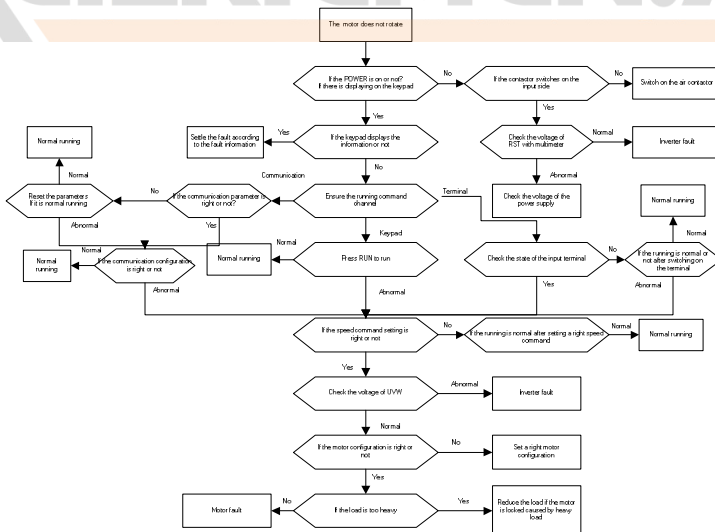 The motor does not rotate
If the POWER is on or not?
If there is displaying on the keypad
No
If the contactor switches on the
input side
No
Switch on the air contactor
Yes
Yes
Settle the fault according
to the fault information
Yes
If the keypad displays the
information or not
Check the voltage of
RST with multimeter
Normal
Inverter fault
Normal running
No
Abnormal
Normal
Communication
Reset the parameters
If it is normal running
No
If the communication parameter is
right or not?
Ensure the running command
channel
Terminal
Check the voltage of the
power supply
Normal running
Abnormal
Yes
Keypad
Normal
Normal
running
Normal
If the communication configuration
is right or not
Normal
running
Normal
Press RUN to run
Check the state of the input terminal
No
If the running is normal or
not after switching on
the terminal
Abnormal
Abnormal
Yes
Abnormal
If the speed command setting is
right or not
No
If the running is normal after setting a right speed
command
Normal
Normal running
Yes
Check the voltage of UVW
Abnormal
Inverter fault
Normal
If the motor configuration is right or
not
No
Set a right motor
configuration
Yes
Motor fault
No
If the load is too heavy
Yes
Reduce the load if the motor
is locked caused by heavy
load